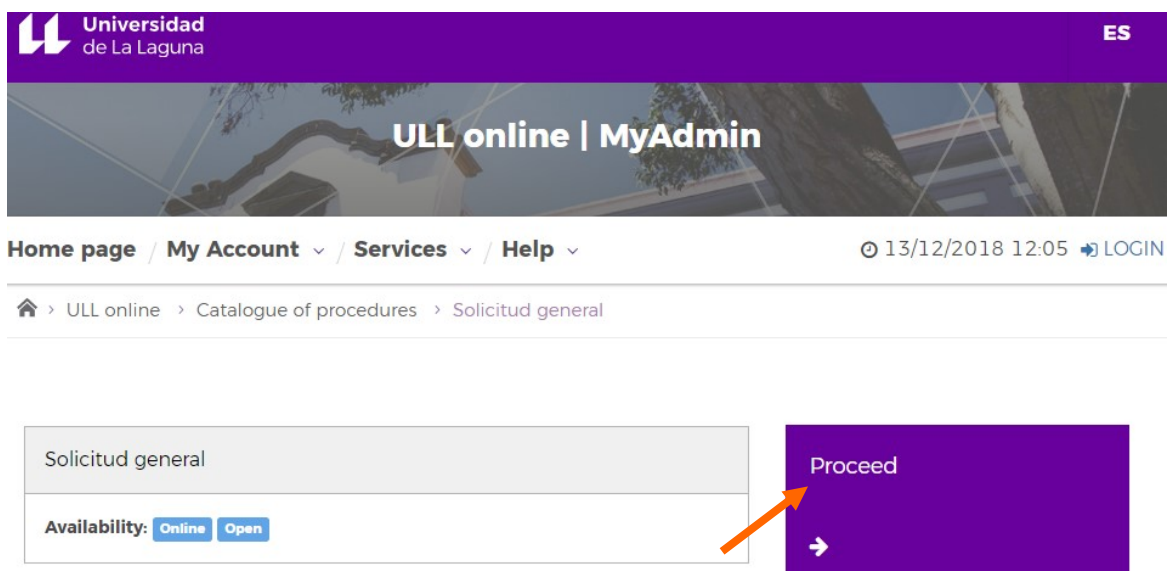 Universidad
de La Laguna
ES
ULL online | MyAdmin
Home page / My Account / Services / Help
13/12/2018 12:05 LOGIN
> ULL online > Catalogue of procedures > Solicitud general
Solicitud general
Availability: Online Open
Proceed